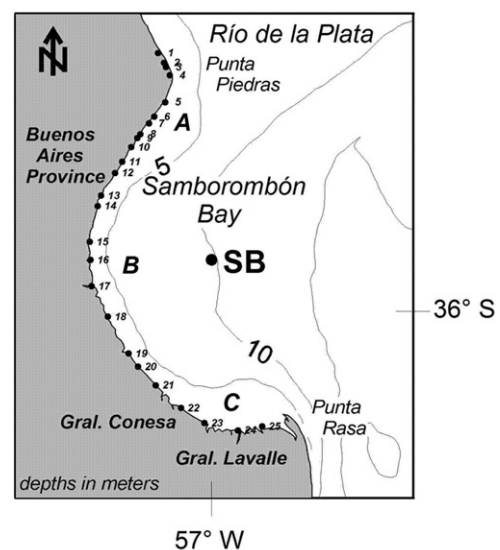 N
Río de la Plata
Punta
Piedras
1
2
3
4
5
6
7
8
9
10
11
12
A
5
Buenos
Aires
Province
Samborombón
Bay
13
14
15
16
17
B
SB
18
36° S
10
19
20
21
22
23
24
25
C
Punta
Rasa
Gral. Conesa
Gral. Lavalle
depths in meters
57° W